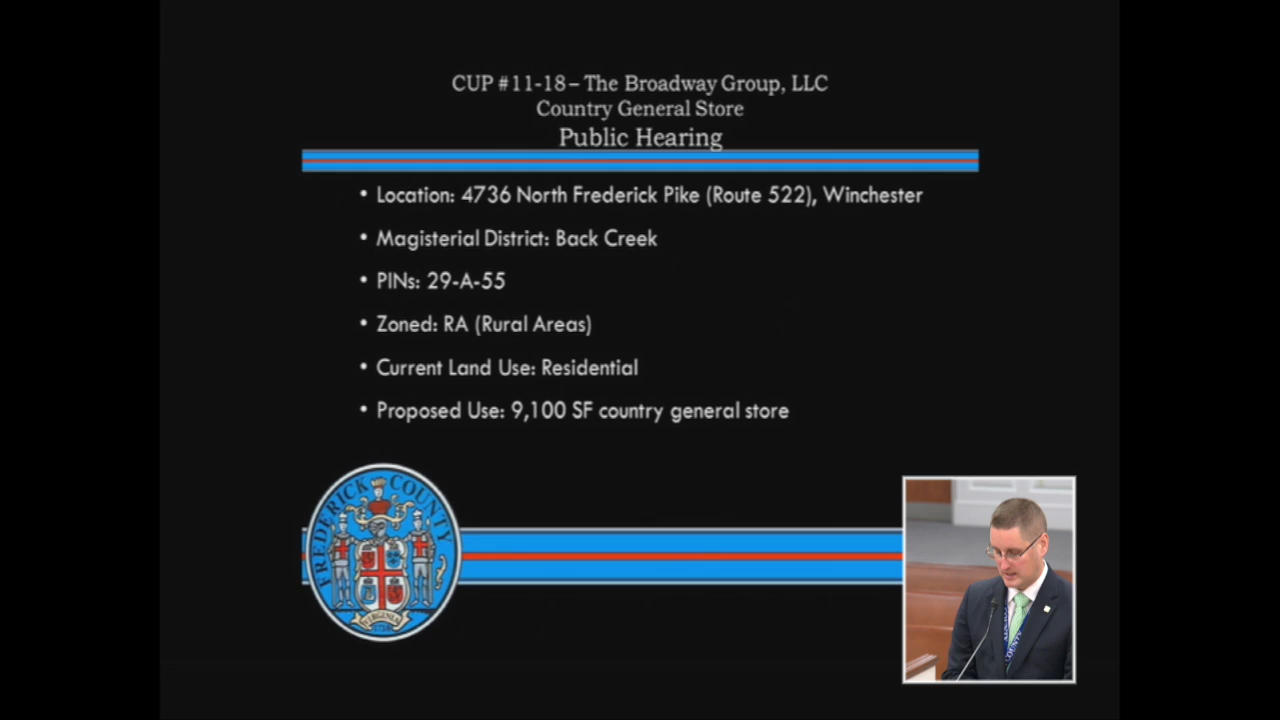 CUP #11-18 – The Broadway Group, LLC
Country General Store
Public Hearing
• Location: 4736 North Frederick Pike (Route 522), Winchester
• Magisterial District: Back Creek
• PINs: 29-A-55
• Zoned: RA (Rural Areas)
• Current Land Use: Residential
• Proposed Use: 9,100 SF country general store
FREDERICK COUNTY
VIRGINIA
COUNTY